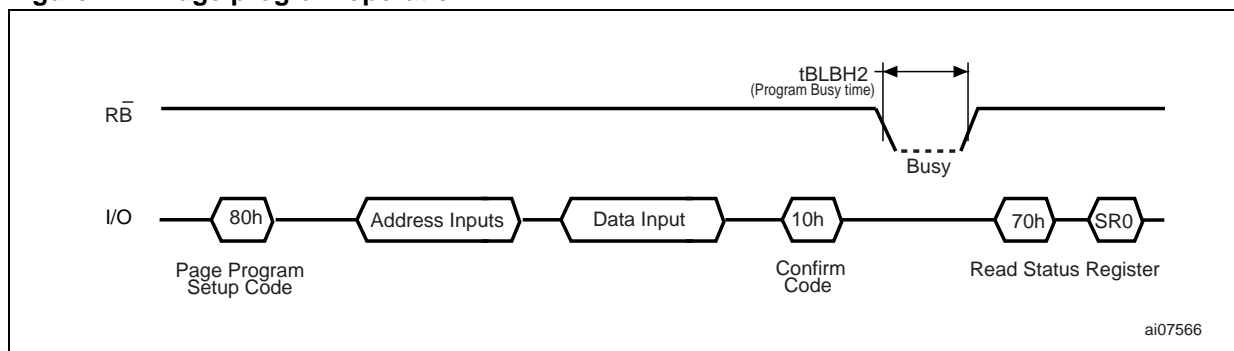 tBLBH2
(Program Busy time)
RB̅
Busy
I/O
80h
Address Inputs
Data Input
10h
70h
SR0
Page Program
Setup Code
Confirm
Code
Read Status Register
ai07566